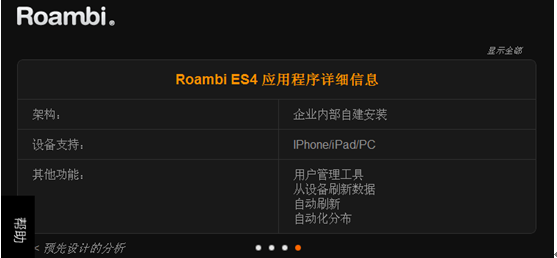 Roambi.
显示全部
Roambi ES4 应用程序详细信息
架构： 企业内部自建安装
设备支持： IPhone/iPad/PC
其他功能： 用户管理工具
从设备刷新数据
自动刷新
自动化分布
帮助
< 预先设计的分析